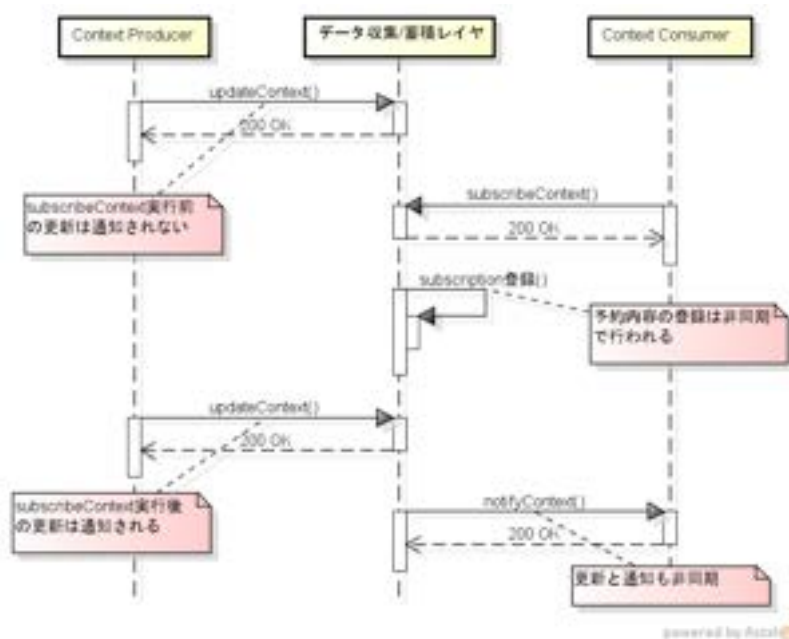 Context Producer
データ収集/蓄積レイヤ
Context Consumer
updateContext()
200 OK
subscribeContext実行前
の更新は通知されない
subscribeContext()
200 OK
subscription登録()
予約内容の登録は非同期
で行われる
updateContext()
200 OK
subscribeContext実行後
の更新は通知される
notifyContext()
200 OK
更新と通知も非同期
powered by Astah